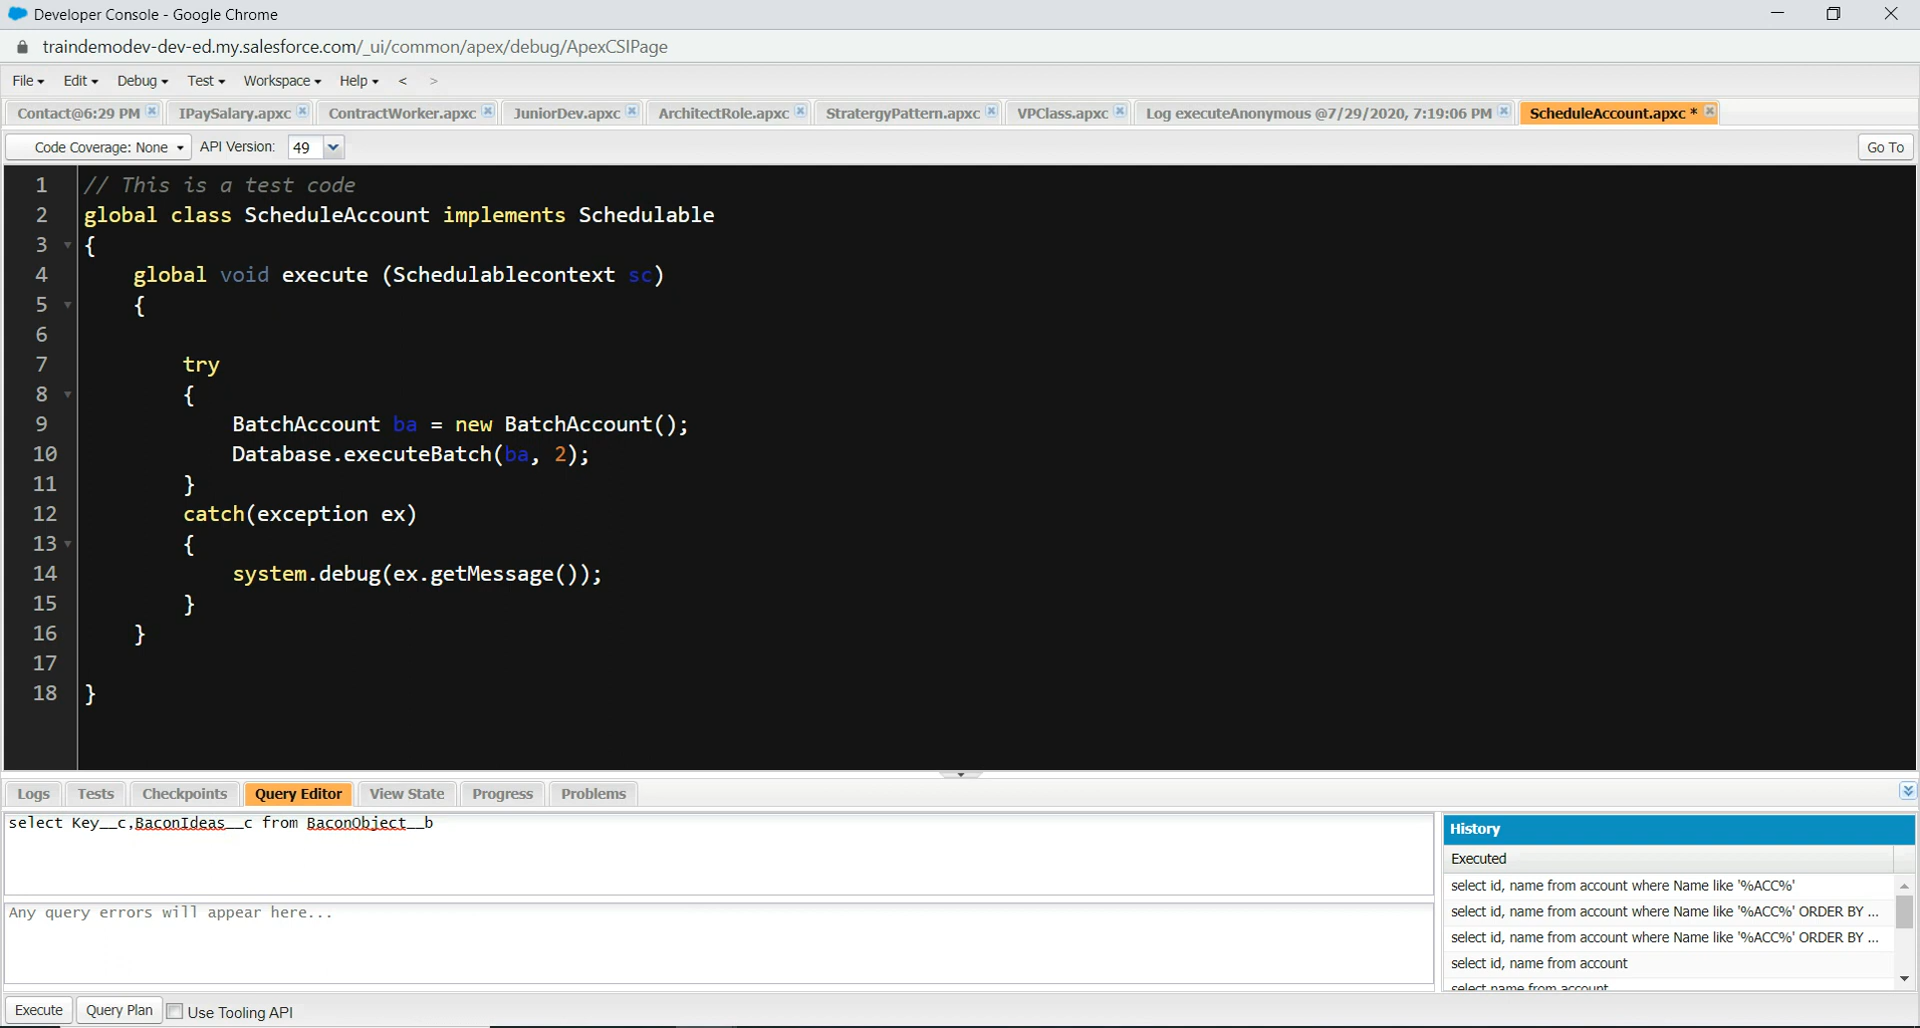 Developer Console - Google Chrome
traindemodev-dev-ed.my.salesforce.com/_ui/common/apex/debug/ApexCSIPage
File Edit Debug Test Workspace Help < >
Contact@6:29 PM IPaySalary.apxc ContractWorker.apxc JuniorDev.apxc ArchitectRole.apxc StratergyPattern.apxc VPClass.apxc Log executeAnonymous @7/29/2020, 7:19:06 PM ScheduleAccount.apxc *
Code Coverage: None API Version: 49 Go To
1 // This is a test code
2 global class ScheduleAccount implements Schedulable
3 {
4 global void execute (Schedulablecontext sc)
5 {
6
7 try
8 {
9 BatchAccount ba = new BatchAccount();
10 Database.executeBatch(ba, 2);
11 }
12 catch(exception ex)
13 {
14 system.debug(ex.getMessage());
15 }
16 }
17
18 }
Logs Tests Checkpoints Query Editor View State Progress Problems
select Key__c,BaconIdeas__c from BaconObject__b
Any query errors will appear here...
History
Executed
select id, name from account where Name like '%ACC%'
select id, name from account where Name like '%ACC%' ORDER BY ...
select id, name from account where Name like '%ACC%' ORDER BY ...
select id, name from account
select name from account
Execute Query Plan Use Tooling API